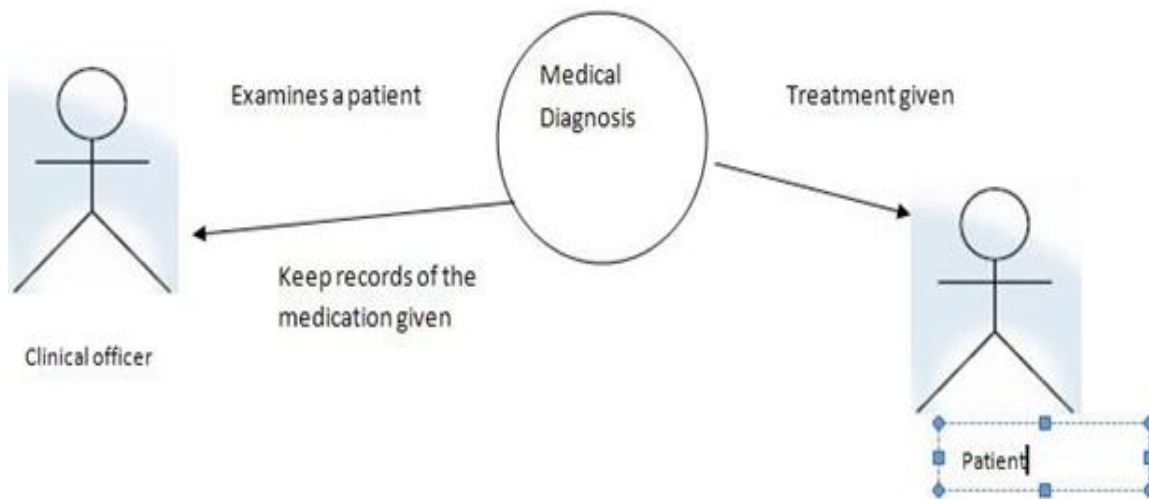 Medical
Diagnosis
Examines a patient
Treatment given
Keep records of the
medication given
Clinical officer
Patient